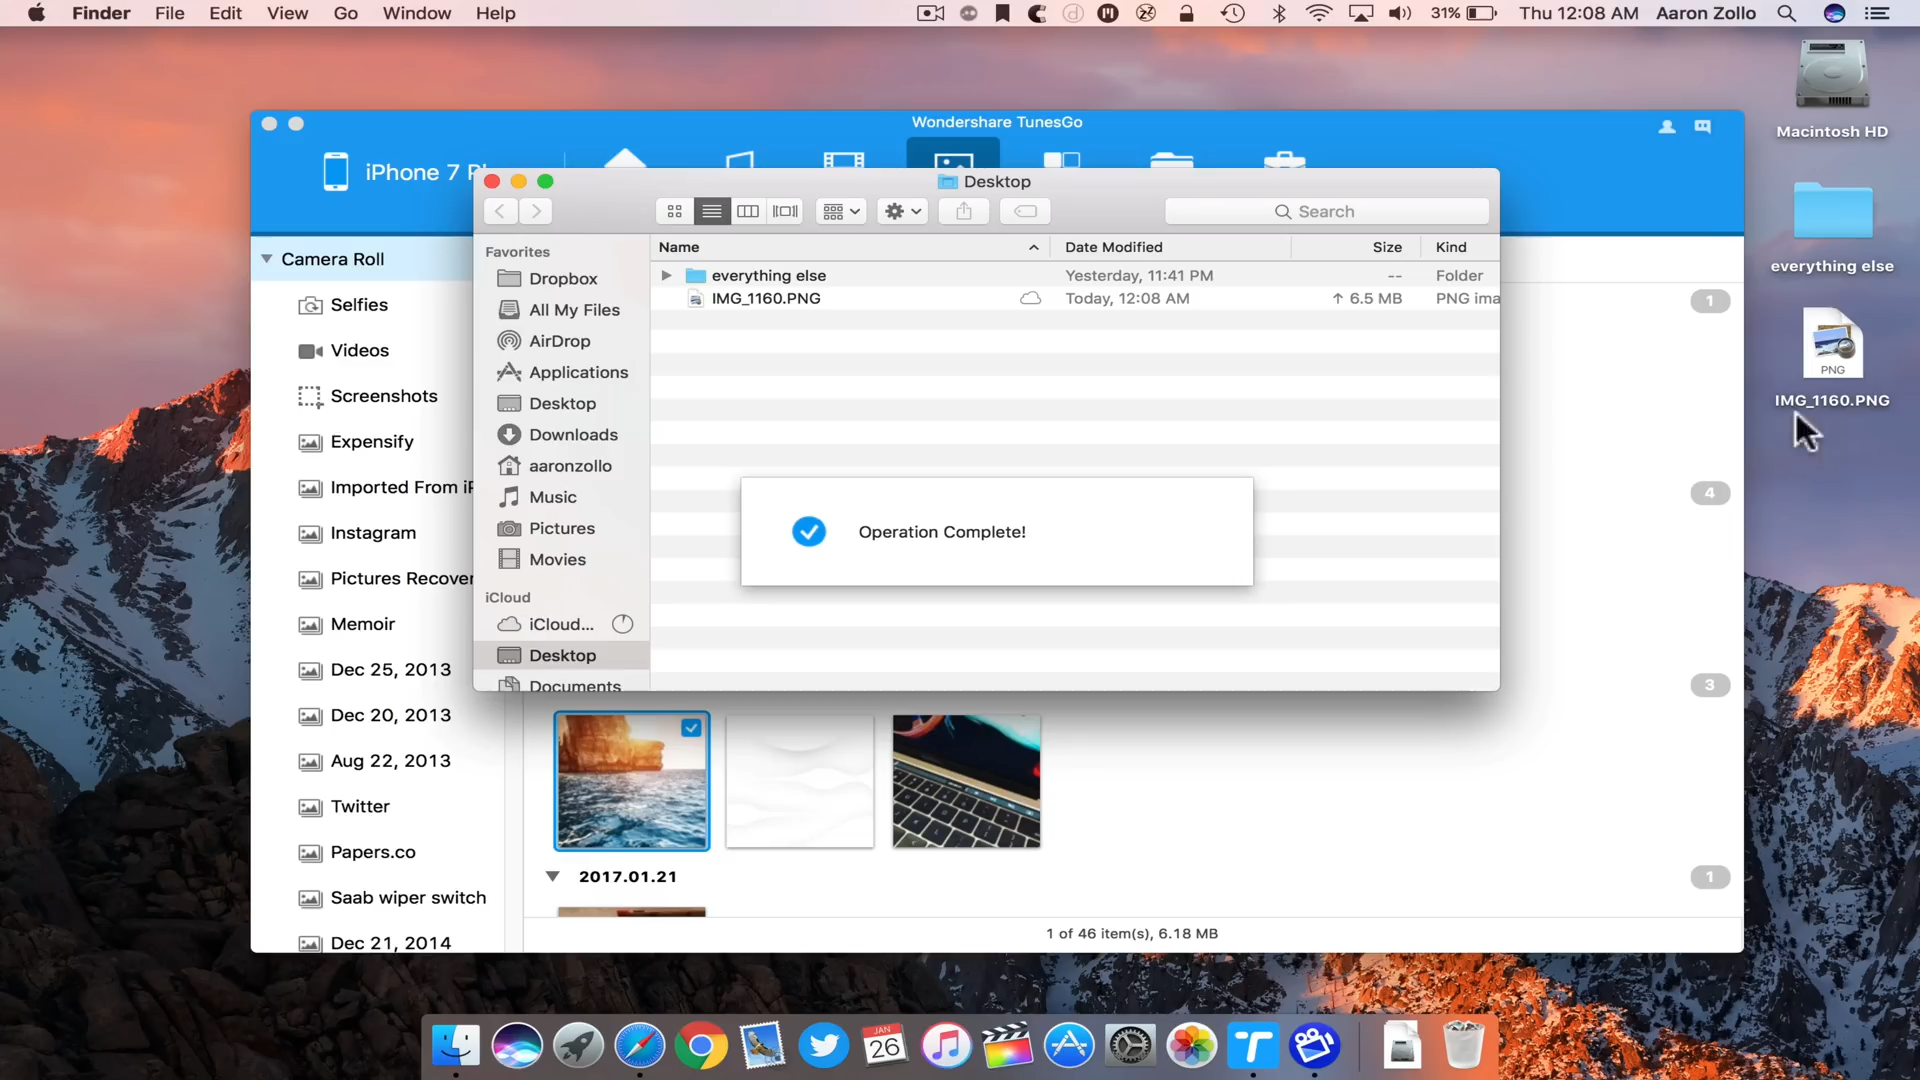 Finder File Edit View Go Window Help
31% Thu 12:08 AM Aaron Zollo
Macintosh HD
everything else
PNG
IMG_1160.PNG
Wondershare TunesGo
iPhone 7
Desktop
Search
Favorites
Dropbox
All My Files
AirDrop
Applications
Desktop
Downloads
aaronzollo
Music
Pictures
Movies
iCloud
iCloud...
Desktop
Documents
Name Date Modified Size Kind
everything else Yesterday, 11:41 PM -- Folder
IMG_1160.PNG Today, 12:08 AM ↑ 6.5 MB PNG ima
Operation Complete!
Camera Roll
Selfies
Videos
Screenshots
Expensify
Imported From
Instagram
Pictures Recover
Memoir
Dec 25, 2013
Dec 20, 2013
Aug 22, 2013
Twitter
Papers.co
Saab wiper switch
Dec 21, 2014
1
4
3
2017.01.21
1
1 of 46 item(s), 6.18 MB
JAN
26